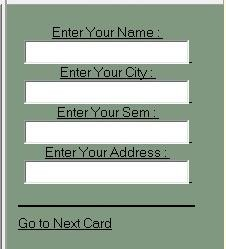 Enter Your Name :
Enter Your City :
Enter Your Sem :
Enter Your Address :
Go to Next Card